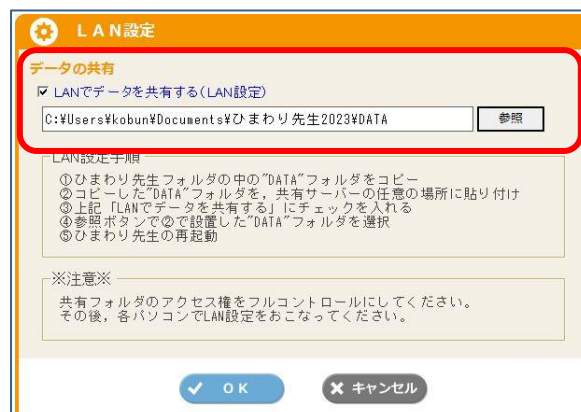 LAN設定
データの共有
LANでデータを共有する(LAN設定)
C:¥Users¥kobun¥Documents¥ひまわり先生2023¥DATA
参照
LAN設定手順
①ひまわり先生フォルダの中の"DATA"フォルダをコピー
②コピーした"DATA"フォルダを，共有サーバーの任意の場所に貼り付け
③上記「LANでデータを共有する」にチェックを入れる
④参照ボタンで②で設置した"DATA"フォルダを選択
⑤ひまわり先生の再起動
※注意※
共有フォルダのアクセス権をフルコントロールにしてください。
その後，各パソコンでLAN設定をおこなってください。
OK
キャンセル